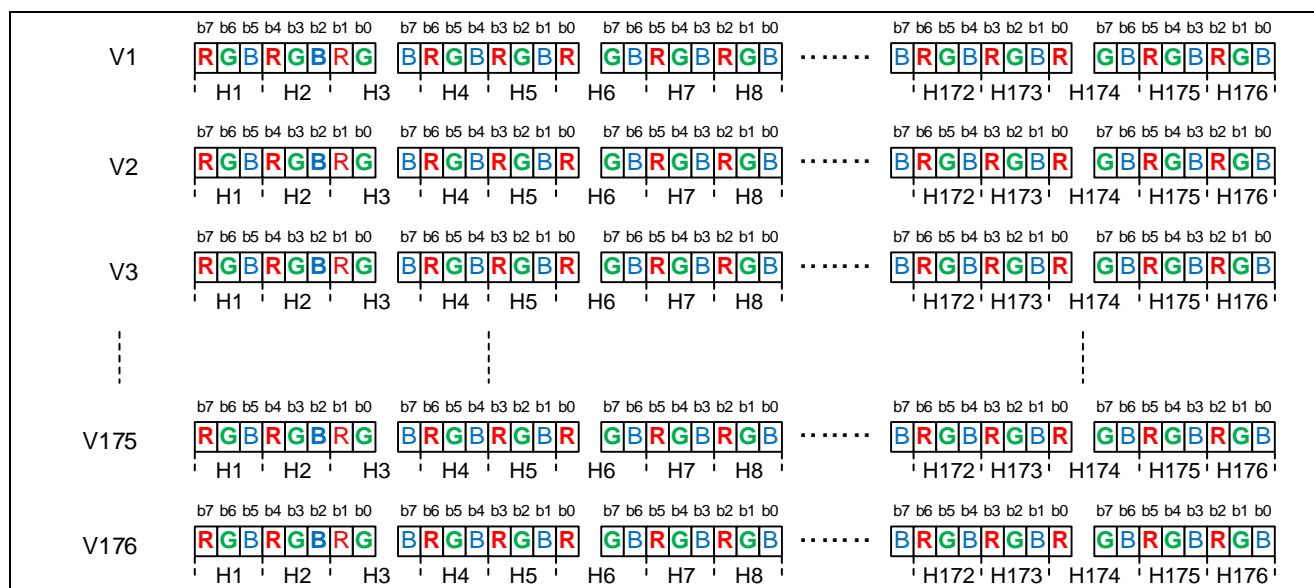 b7 b6 b5 b4 b3 b2 b1 b0 b7 b6 b5 b4 b3 b2 b1 b0 b7 b6 b5 b4 b3 b2 b1 b0 b7 b6 b5 b4 b3 b2 b1 b0 b7 b6 b5 b4 b3 b2 b1 b0
V1 R G B R G B R G B R G B R G B R G B R G B R G B ....... B R G B R G B R G B R G B R G B
H1 H2 H3 H4 H5 H6 H7 H8 H172 H173 H174 H175 H176
b7 b6 b5 b4 b3 b2 b1 b0 b7 b6 b5 b4 b3 b2 b1 b0 b7 b6 b5 b4 b3 b2 b1 b0 b7 b6 b5 b4 b3 b2 b1 b0 b7 b6 b5 b4 b3 b2 b1 b0
V2 R G B R G B R G B R G B R G B R G B R G B R G B ....... B R G B R G B R G B R G B R G B
H1 H2 H3 H4 H5 H6 H7 H8 H172 H173 H174 H175 H176
b7 b6 b5 b4 b3 b2 b1 b0 b7 b6 b5 b4 b3 b2 b1 b0 b7 b6 b5 b4 b3 b2 b1 b0 b7 b6 b5 b4 b3 b2 b1 b0 b7 b6 b5 b4 b3 b2 b1 b0
V3 R G B R G B R G B R G B R G B R G B R G B R G B ....... B R G B R G B R G B R G B R G B
H1 H2 H3 H4 H5 H6 H7 H8 H172 H173 H174 H175 H176
b7 b6 b5 b4 b3 b2 b1 b0 b7 b6 b5 b4 b3 b2 b1 b0 b7 b6 b5 b4 b3 b2 b1 b0 b7 b6 b5 b4 b3 b2 b1 b0 b7 b6 b5 b4 b3 b2 b1 b0
V175 R G B R G B R G B R G B R G B R G B R G B R G B ....... B R G B R G B R G B R G B R G B
H1 H2 H3 H4 H5 H6 H7 H8 H172 H173 H174 H175 H176
b7 b6 b5 b4 b3 b2 b1 b0 b7 b6 b5 b4 b3 b2 b1 b0 b7 b6 b5 b4 b3 b2 b1 b0 b7 b6 b5 b4 b3 b2 b1 b0 b7 b6 b5 b4 b3 b2 b1 b0
V176 R G B R G B R G B R G B R G B R G B R G B R G B ....... B R G B R G B R G B R G B R G B
H1 H2 H3 H4 H5 H6 H7 H8 H172 H173 H174 H175 H176